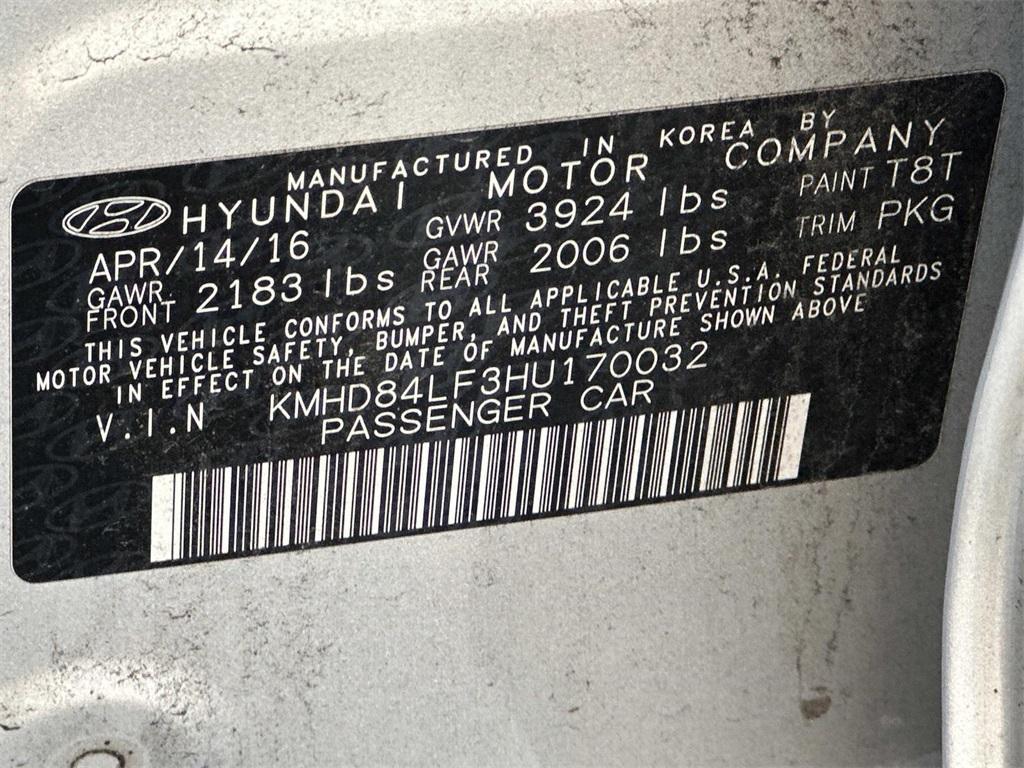 MANUFACTURED IN KOREA BY
HYUNDAI MOTOR COMPANY
APR/14/16 GVWR 3924 lbs PAINT T8T
GAWR FRONT 2183 lbs GAWR REAR 2006 lbs TRIM PKG
THIS VEHICLE CONFORMS TO ALL APPLICABLE U.S.A. FEDERAL
MOTOR VEHICLE SAFETY, BUMPER, AND THEFT PREVENTION STANDARDS
IN EFFECT ON THE DATE OF MANUFACTURE SHOWN ABOVE
V.I.N KMHD84LF3HU170032
PASSENGER CAR